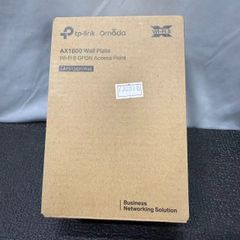 tp-link omada
AX1800 Wall Plate
Wi-Fi 6 GPON Access Point
Business
Networking Solution